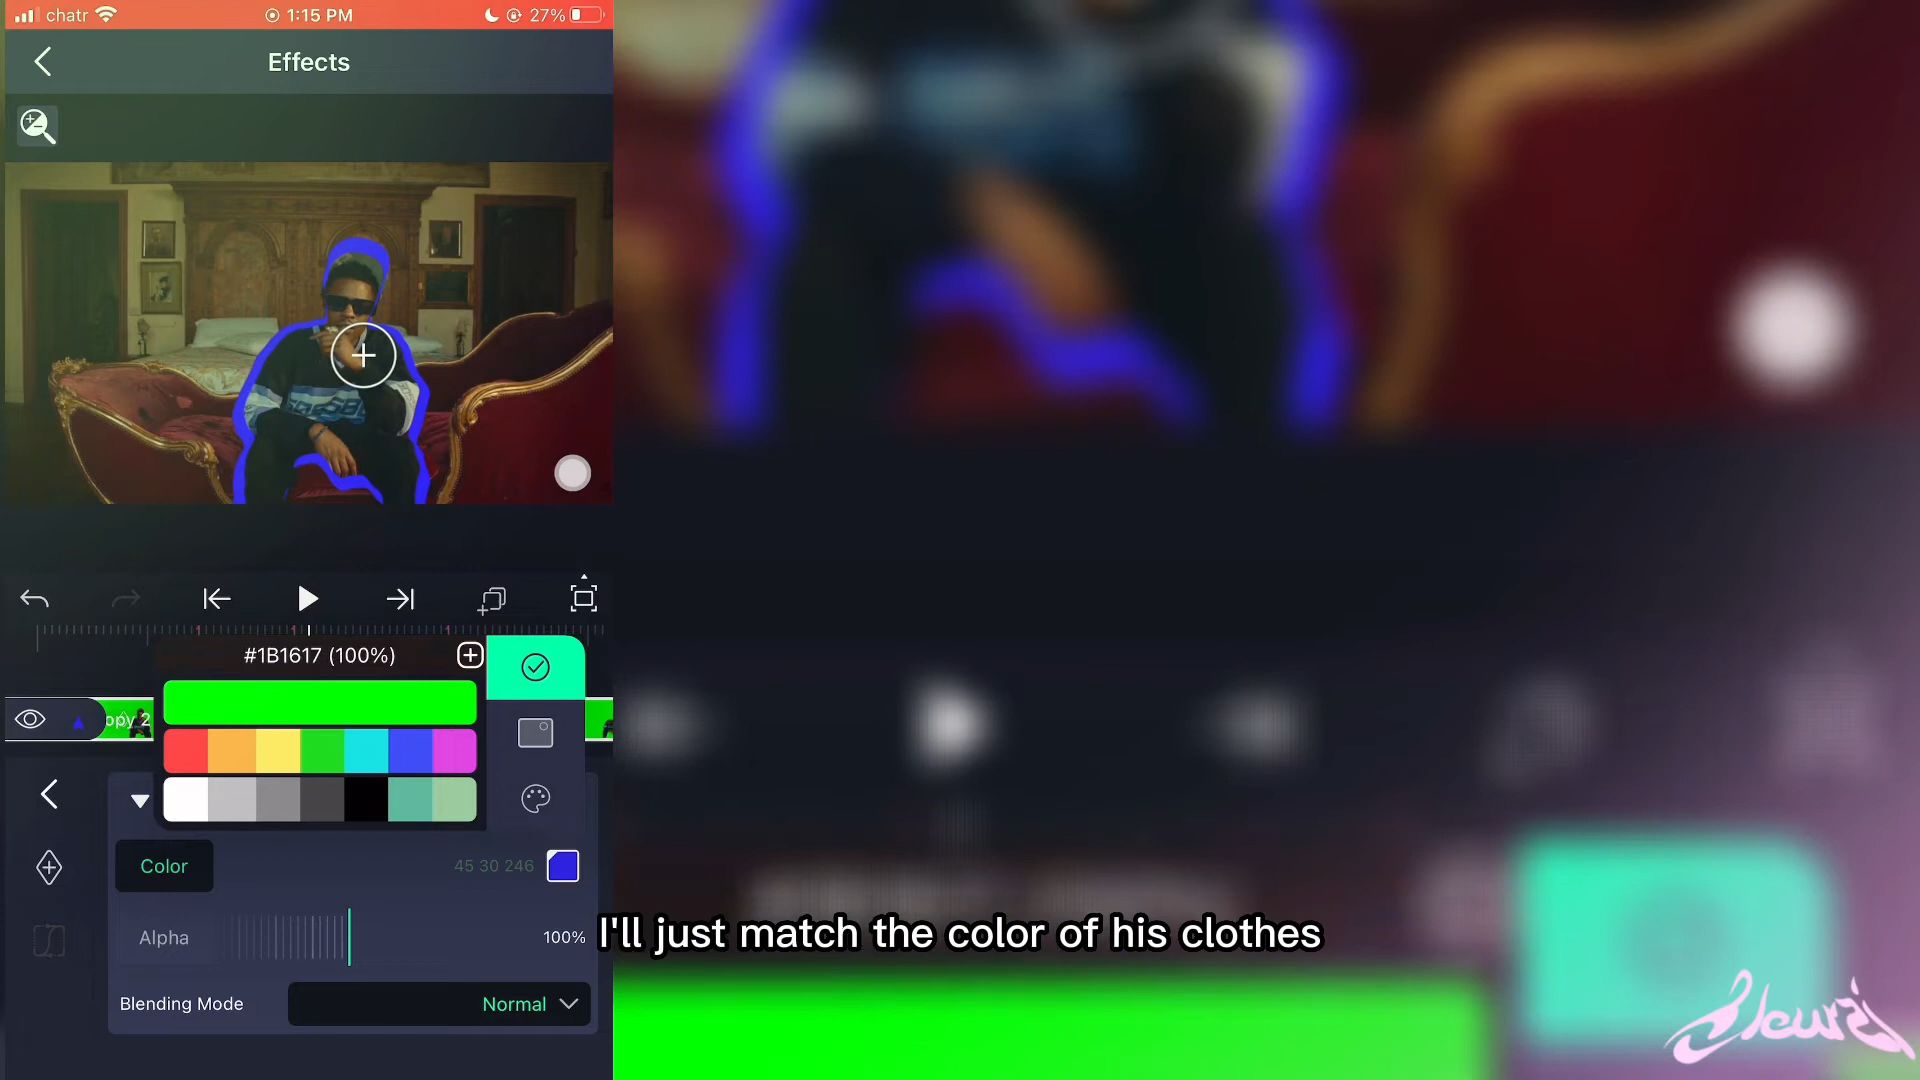 chatr
1:15 PM
27%
Effects
#1B1617 (100%)
opy 2
Color
45 30 246
Alpha
100%
I'll just match the color of his clothes
Blending Mode
Normal